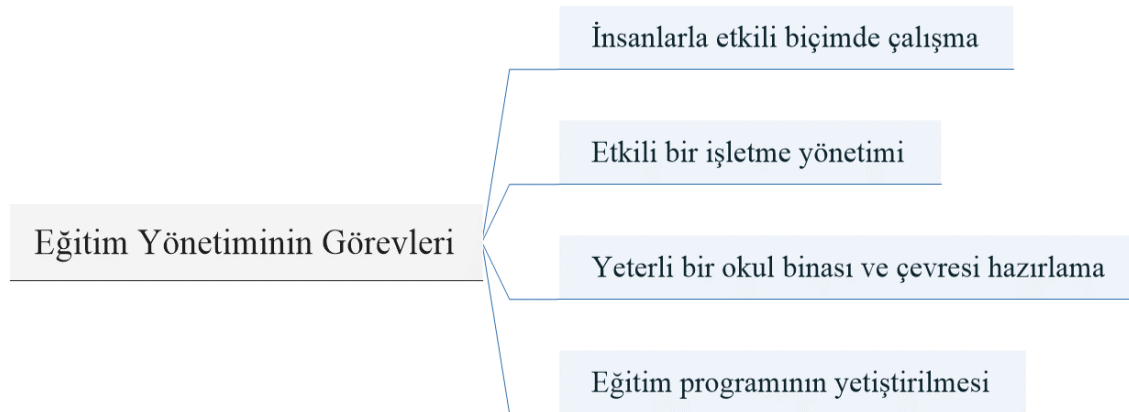 İnsanlarla etkili biçimde çalışma
Etkili bir işletme yönetimi
Eğitim Yönetiminin Görevleri
Yeterli bir okul binası ve çevresi hazırlama
Eğitim programının yetiştirilmesi